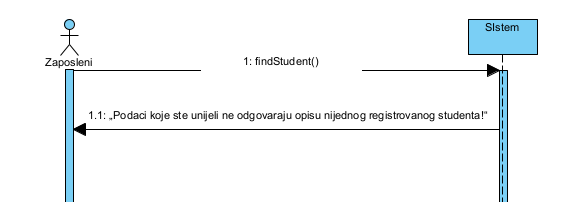 SIstem
Zaposleni
1: findStudent()
1.1: „Podaci koje ste unijeli ne odgovaraju opisu nijednog registrovanog studenta!“